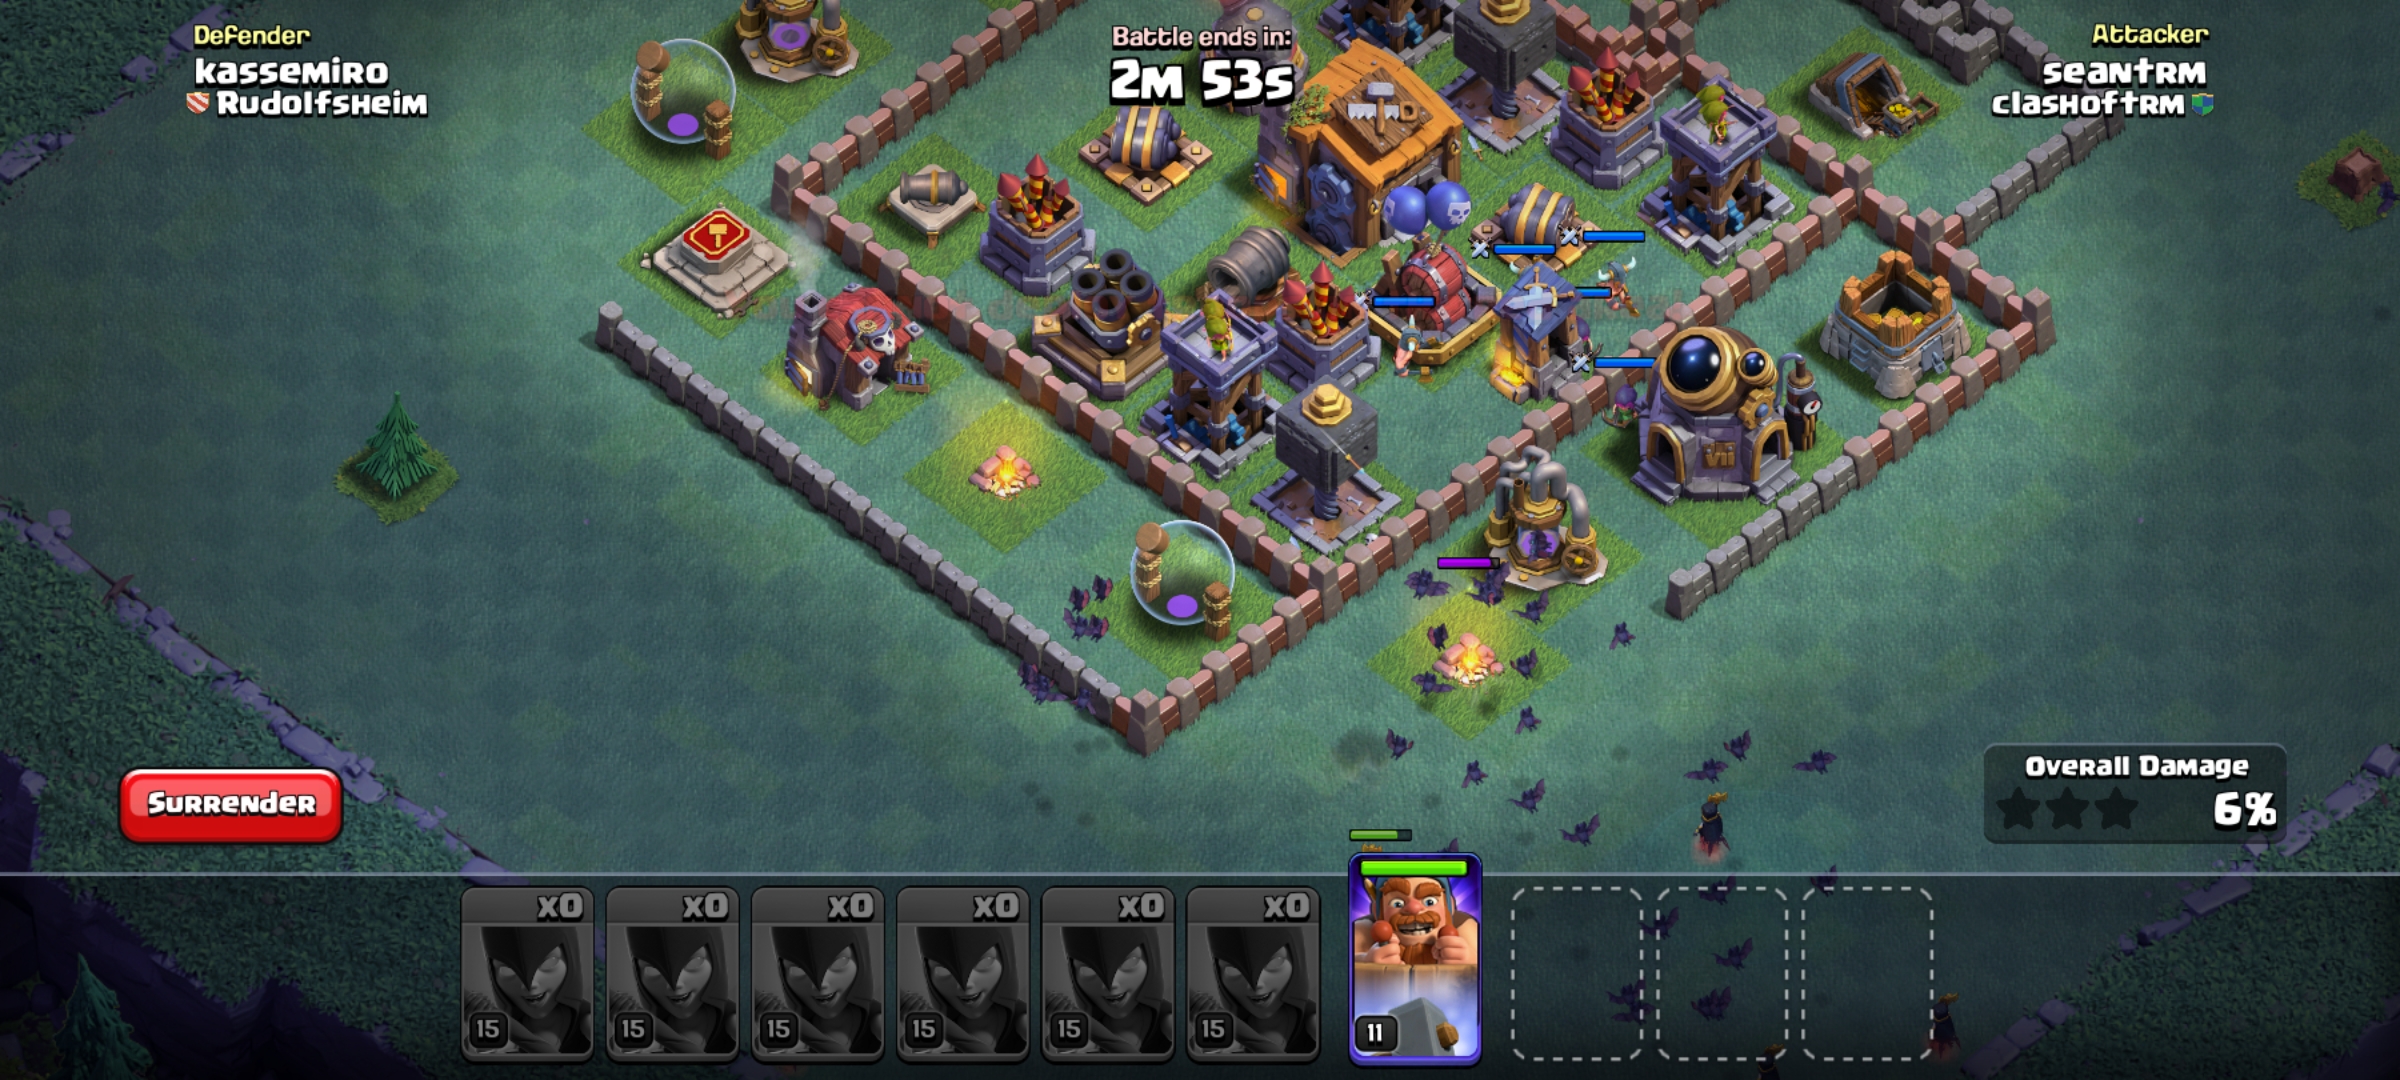 Defender
kassemiro
Rudolfsheim
Battle ends in:
2M 53s
Attacker
seantrm
clashoftrm
VII
Surrender
Overall Damage
6%
x0
x0
x0
x0
x0
x0
15
15
15
15
15
15
11